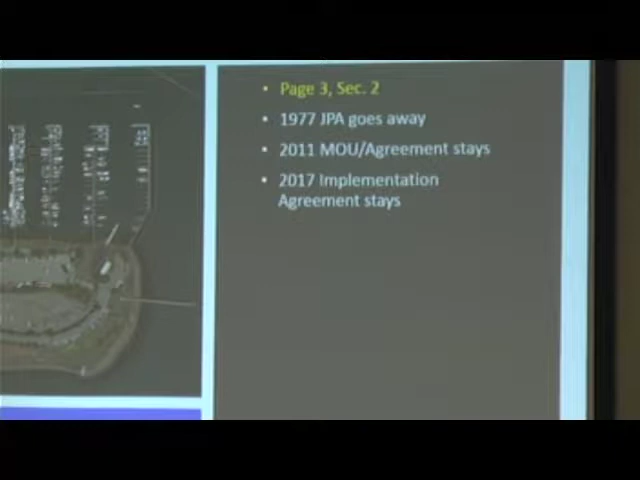 Page 3, Sec. 2
1977 JPA goes away
2011 MOU/Agreement stays
2017 Implementation
Agreement stays